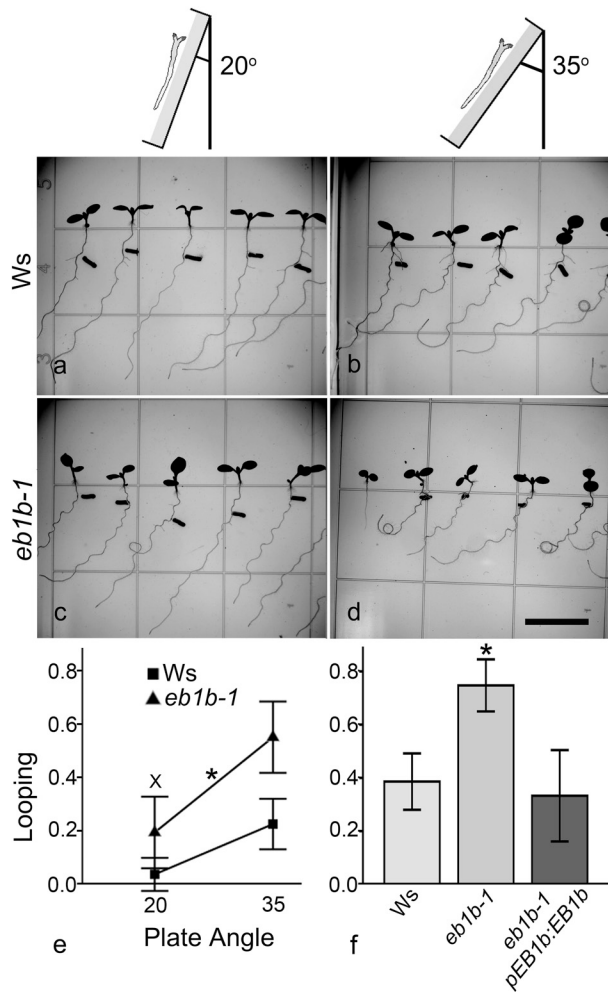 20° 35°
Ws
5
4
3
a b
eb1b-1
c d
Looping
0.8
0.6
0.4
0.2
0.0
■ Ws
▲ eb1b-1
X
*
20 35
Plate Angle
e
0.8
0.6
0.4
0.2
0.0
*
Ws
eb1b-1
eb1b-1
pEB1b:EB1b
f